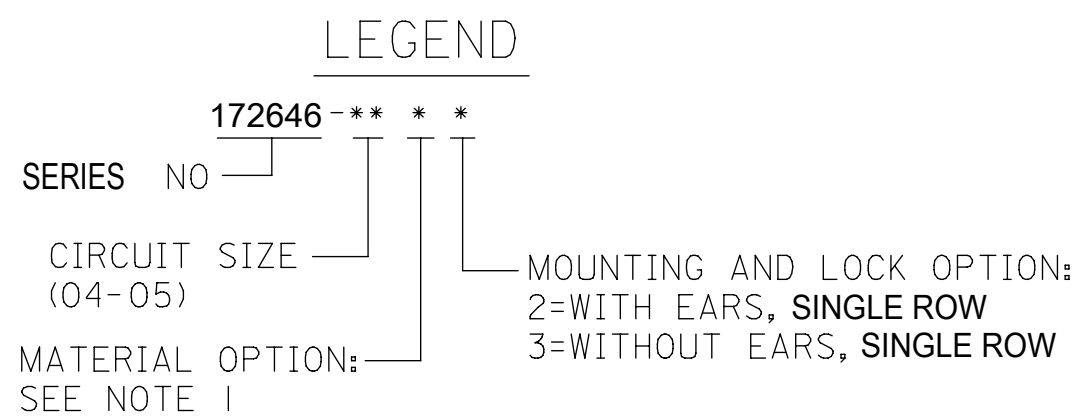 LEGEND
172646-** * *
SERIES NO
CIRCUIT SIZE
(04-05)
MATERIAL OPTION:
SEE NOTE 1
MOUNTING AND LOCK OPTION:
2=WITH EARS, SINGLE ROW
3=WITHOUT EARS, SINGLE ROW